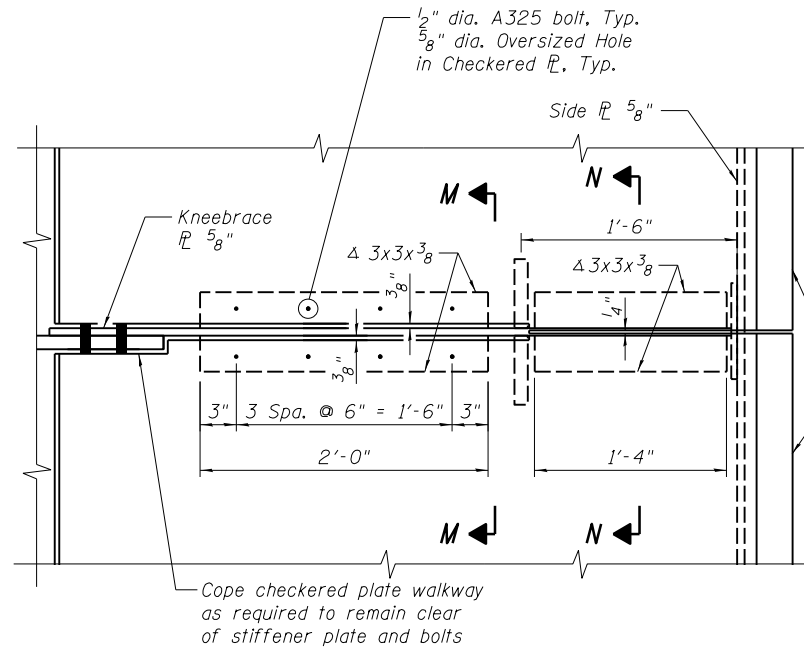 ½" dia. A325 bolt, Typ.
⅝" dia. Oversized Hole
in Checkered ℄, Typ.
Side ℄ ⅝"
M
N
Kneebrace
℄ ⅝"
1'-6"
∡ 3x3x⅜
⅜"
∡ 3x3x⅜
¼"
⅜"
3"
3 Spa. @ 6" = 1'-6"
3"
2'-0"
1'-4"
M
N
Cope checkered plate walkway
as required to remain clear
of stiffener plate and bolts